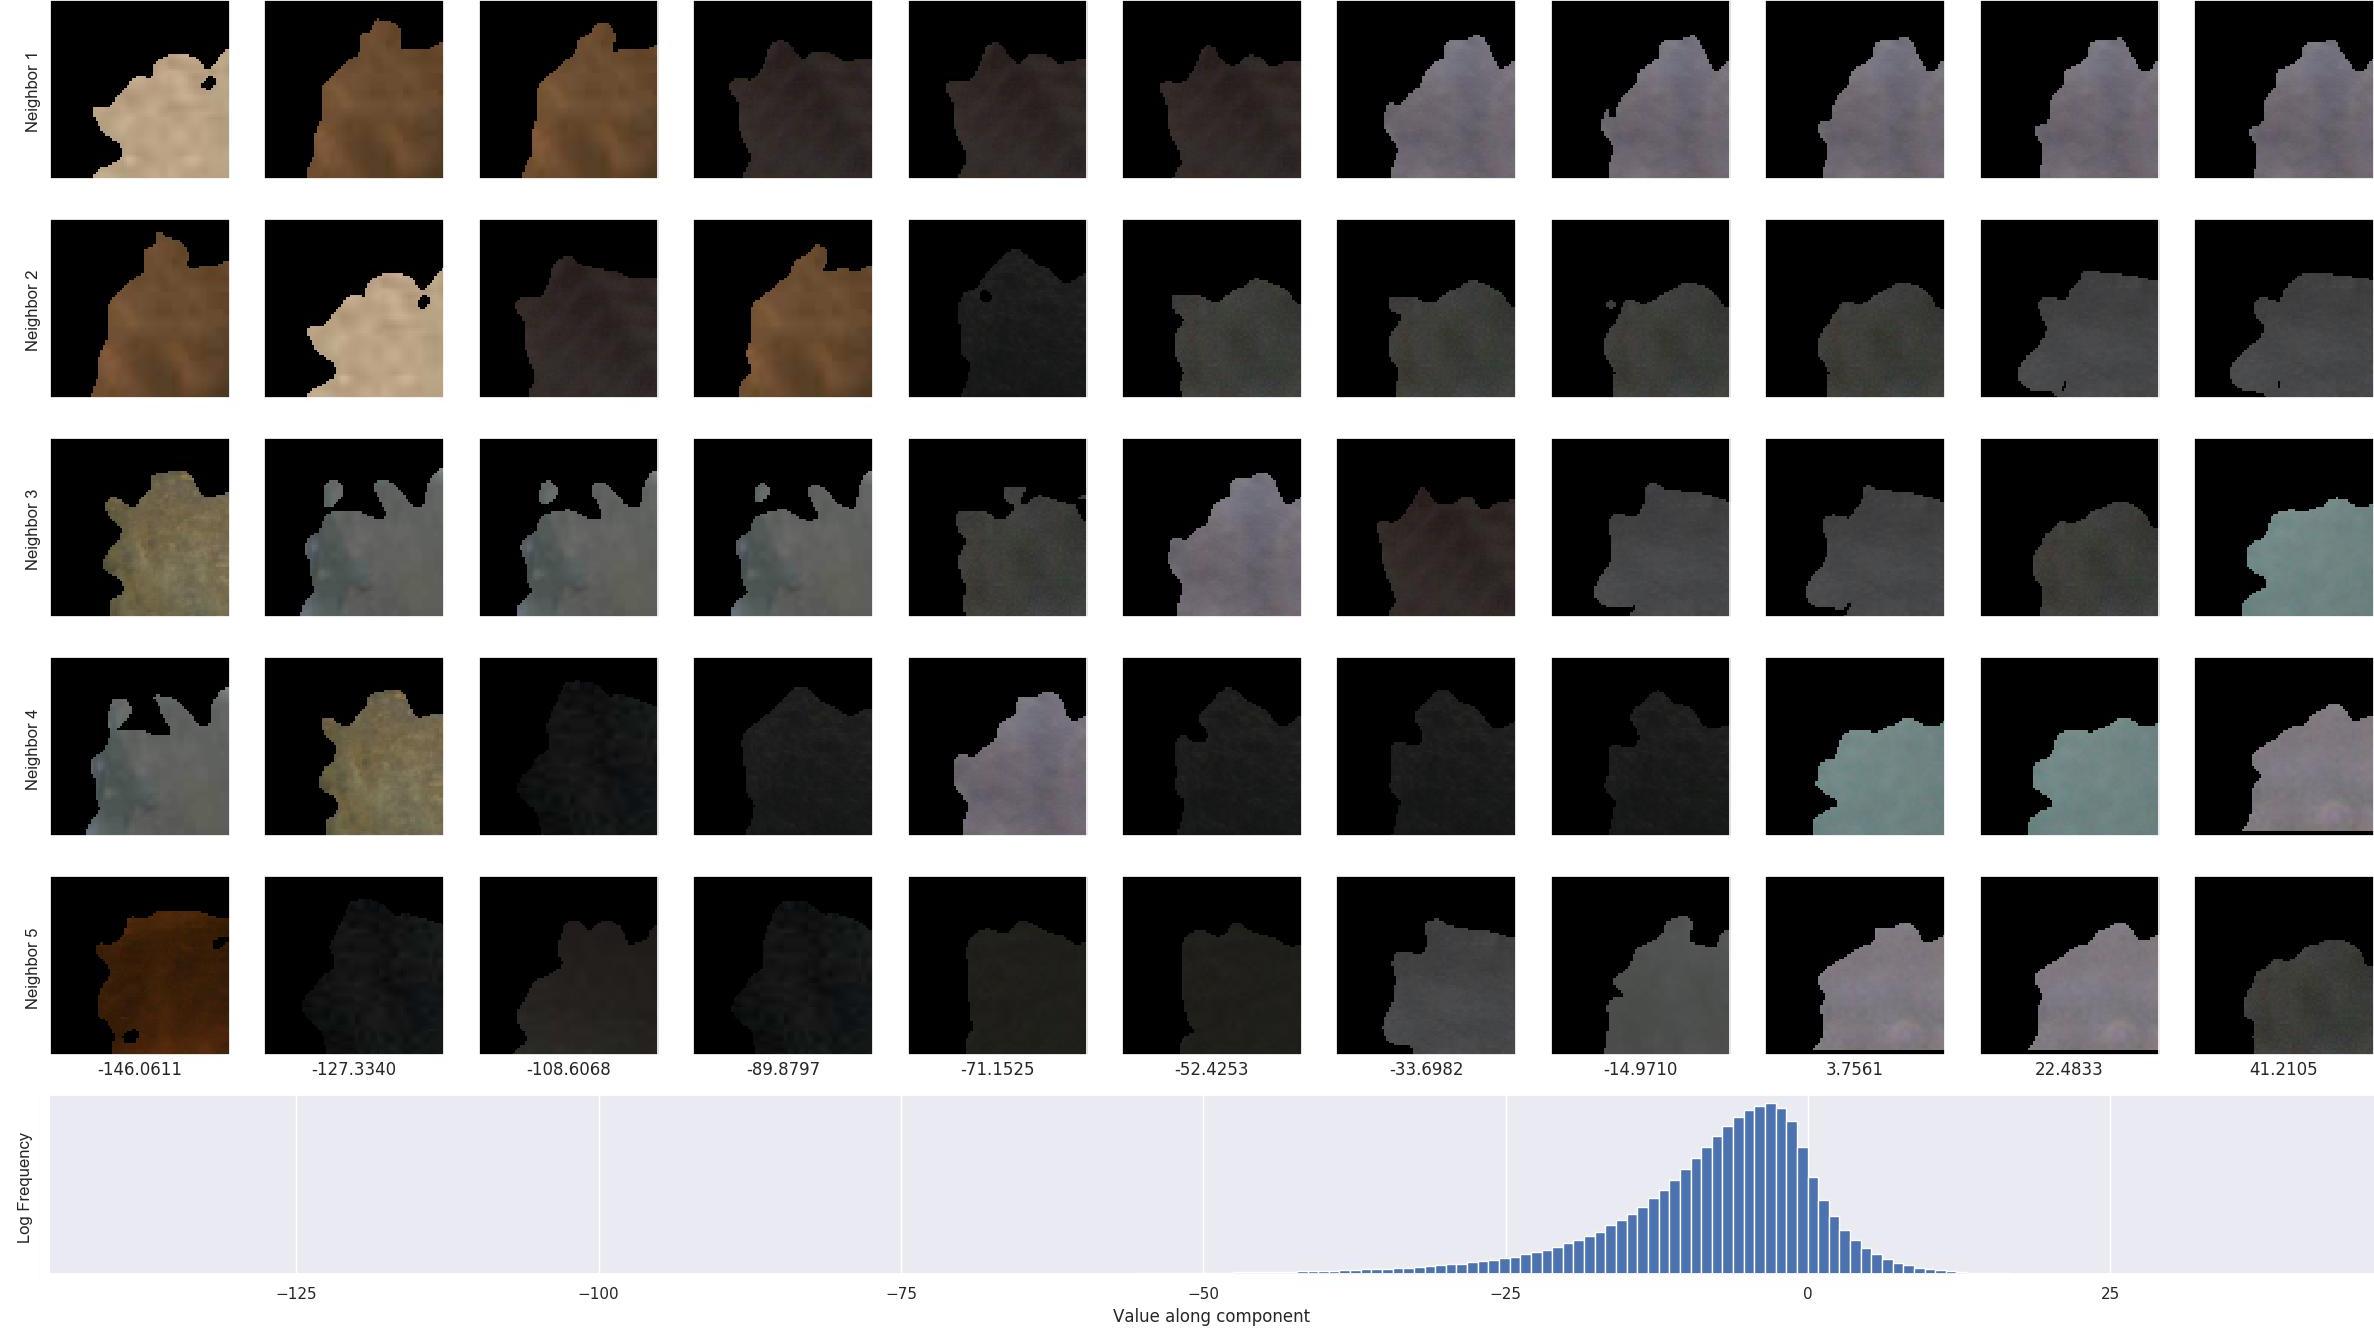 Neighbor 1
Neighbor 2
Neighbor 3
Neighbor 4
Neighbor 5
-146.0611 -127.3340 -108.6068 -89.8797 -71.1525 -52.4253 -33.6982 -14.9710 3.7561 22.4833 41.2105
Log Frequency
−125 −100 −75 −50 −25 0 25
Value along component